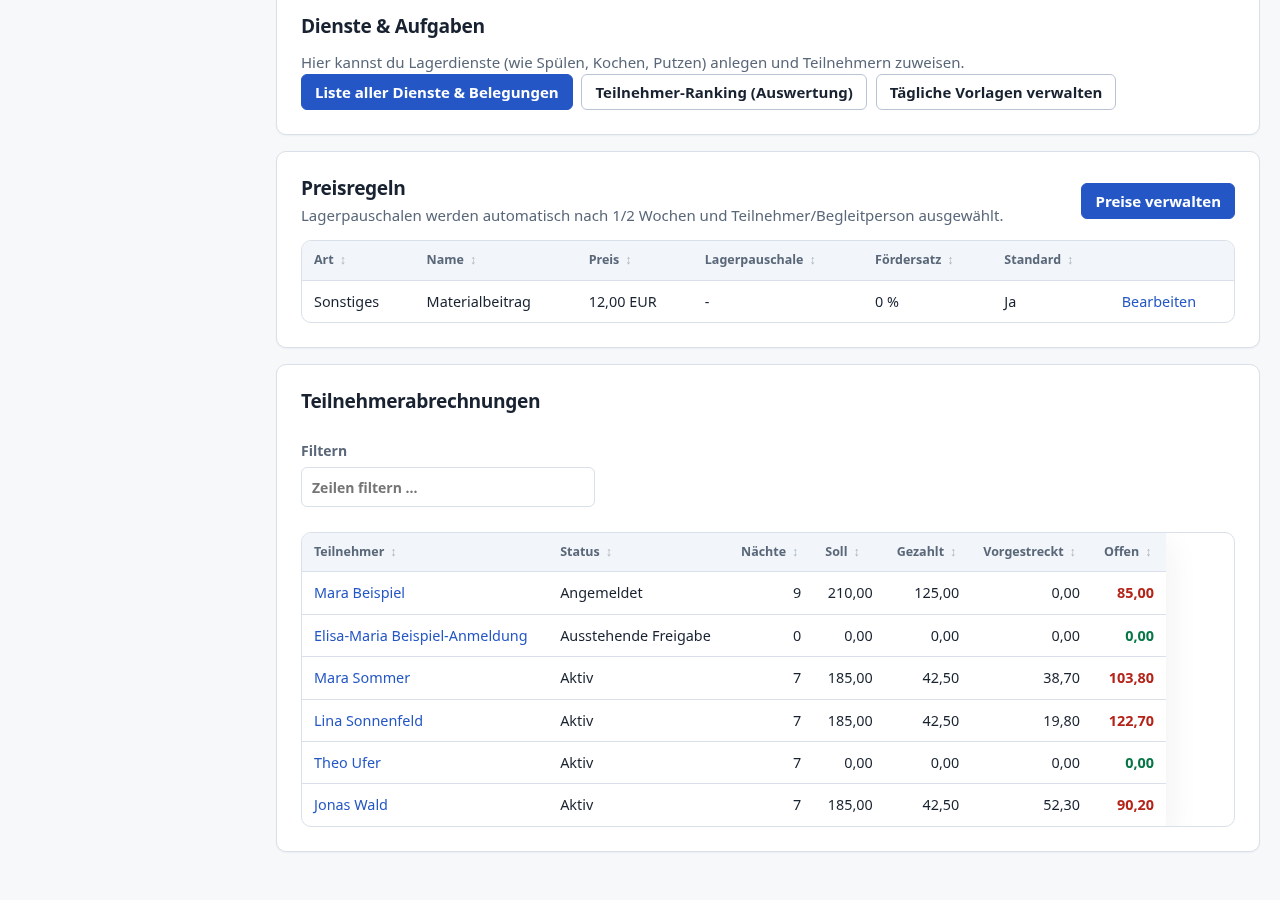 Dienste & Aufgaben
Hier kannst du Lagerdienste (wie Spülen, Kochen, Putzen) anlegen und Teilnehmern zuweisen.
Liste aller Dienste & Belegungen Teilnehmer-Ranking (Auswertung) Tägliche Vorlagen verwalten
Preisregeln
Lagerpauschalen werden automatisch nach 1/2 Wochen und Teilnehmer/Begleitperson ausgewählt.
Preise verwalten
Art ↕ Name ↕ Preis ↕ Lagerpauschale ↕ Fördersatz ↕ Standard ↕
Sonstiges Materialbeitrag 12,00 EUR - 0 % Ja Bearbeiten
Teilnehmerabrechnungen
Filtern
Zeilen filtern ...
Teilnehmer ↕ Status ↕ Nächte ↕ Soll ↕ Gezahlt ↕ Vorgestreckt ↕ Offen ↕
Mara Beispiel Angemeldet 9 210,00 125,00 0,00 85,00
Elisa-Maria Beispiel-Anmeldung Ausstehende Freigabe 0 0,00 0,00 0,00 0,00
Mara Sommer Aktiv 7 185,00 42,50 38,70 103,80
Lina Sonnenfeld Aktiv 7 185,00 42,50 19,80 122,70
Theo Ufer Aktiv 7 0,00 0,00 0,00 0,00
Jonas Wald Aktiv 7 185,00 42,50 52,30 90,20